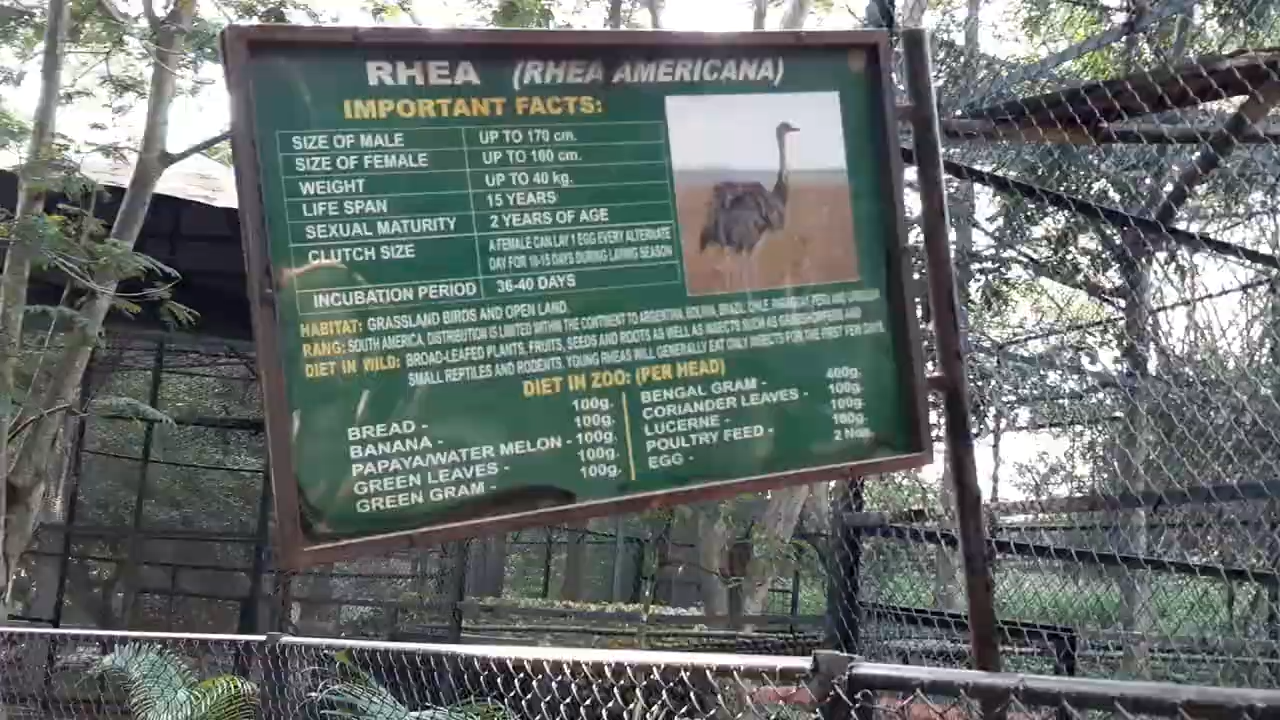 RHEA (RHEA AMERICANA)
IMPORTANT FACTS:
SIZE OF MALE UP TO 170 cm.
SIZE OF FEMALE UP TO 160 cm.
WEIGHT UP TO 40 kg.
LIFE SPAN 15 YEARS
SEXUAL MATURITY 2 YEARS OF AGE
CLUTCH SIZE A FEMALE CAN LAY 1 EGG EVERY ALTERNATE
DAY FOR 10-15 DAYS DURING LAYING SEASON
INCUBATION PERIOD 36-40 DAYS
HABITAT: GRASSLAND BIRDS AND OPEN LAND.
RANG: SOUTH AMERICA, DISTRIBUTION IS LIMITED WITHIN THE CONTINENT TO ARGENTINA, BOLIVIA, BRAZIL, CHILE, PARAGUAY, PERU AND
DIET IN WILD: BROAD-LEAFED PLANTS, FRUITS, SEEDS AND ROOTS AS WELL AS INSECTS SUCH AS AND
SMALL REPTILES AND RODENTS. YOUNG RHEAS WILL GENERALLY EAT ONLY INSECTS FOR THE FIRST FEW DAYS.
DIET IN ZOO: (PER HEAD)
BREAD - 100g.
BANANA - 100g.
PAPAYA/WATER MELON - 100g.
GREEN LEAVES - 100g.
GREEN GRAM - 100g.
BENGAL GRAM - 400g.
CORIANDER LEAVES - 100g.
LUCERNE - 100g.
POULTRY FEED - 100g.
EGG - 2 Nos.